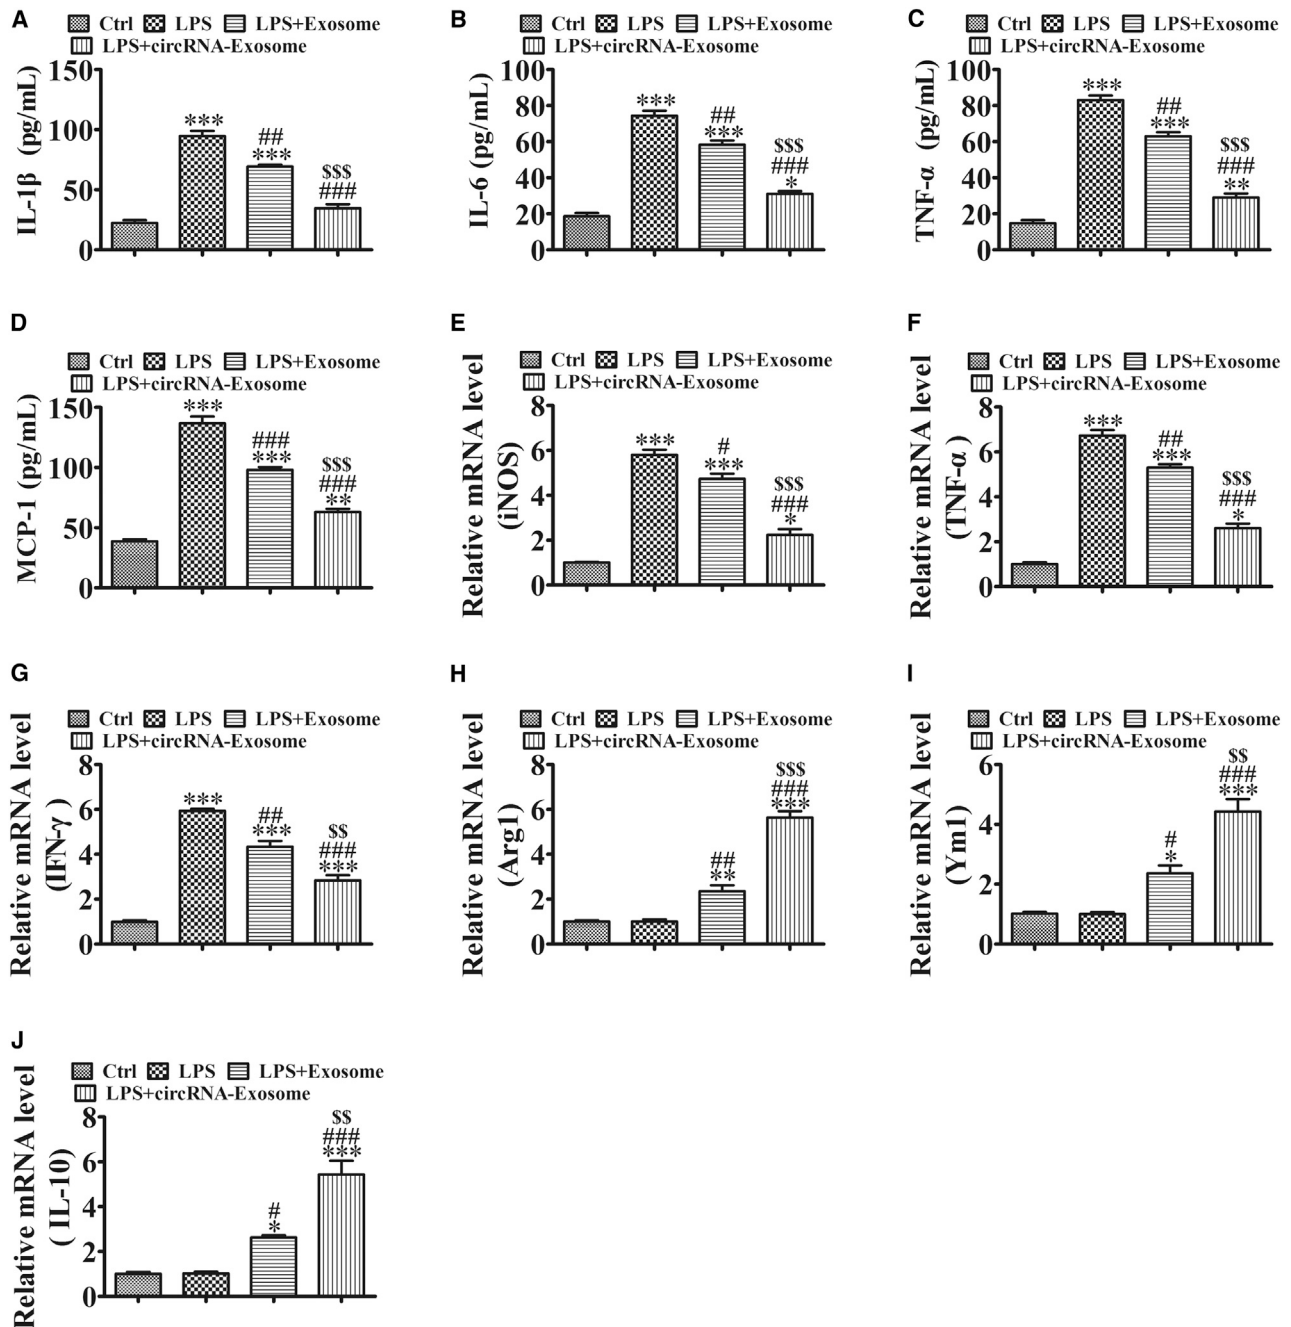 A
Ctrl LPS LPS+Exosome
LPS+circRNA-Exosome
IL-1β (pg/mL)
150
100
50
0
***
##
***
$$$
###
B
Ctrl LPS LPS+Exosome
LPS+circRNA-Exosome
IL-6 (pg/mL)
100
80
60
40
20
0
***
##
***
$$$
###
*
C
Ctrl LPS LPS+Exosome
LPS+circRNA-Exosome
TNF-α (pg/mL)
100
80
60
40
20
0
***
##
***
$$$
###
**
D
Ctrl LPS LPS+Exosome
LPS+circRNA-Exosome
MCP-1 (pg/mL)
150
100
50
0
***
###
***
$$$
###
**
E
Ctrl LPS LPS+Exosome
LPS+circRNA-Exosome
Relative mRNA level
(iNOS)
8
6
4
2
0
***
#
***
$$$
###
*
F
Ctrl LPS LPS+Exosome
LPS+circRNA-Exosome
Relative mRNA level
(TNF-α)
8
6
4
2
0
***
##
***
$$$
###
*
G
Ctrl LPS LPS+Exosome
LPS+circRNA-Exosome
Relative mRNA level
(IFN-γ )
8
6
4
2
0
***
##
***
$$
###
***
H
Ctrl LPS LPS+Exosome
LPS+circRNA-Exosome
Relative mRNA level
(Arg1)
8
6
4
2
0
##
**
$$$
###
***
I
Ctrl LPS LPS+Exosome
LPS+circRNA-Exosome
Relative mRNA level
(Ym1)
6
4
2
0
#
*
$$
###
***
J
Ctrl LPS LPS+Exosome
LPS+circRNA-Exosome
Relative mRNA level
( IL-10)
8
6
4
2
0
#
*
$$
###
***